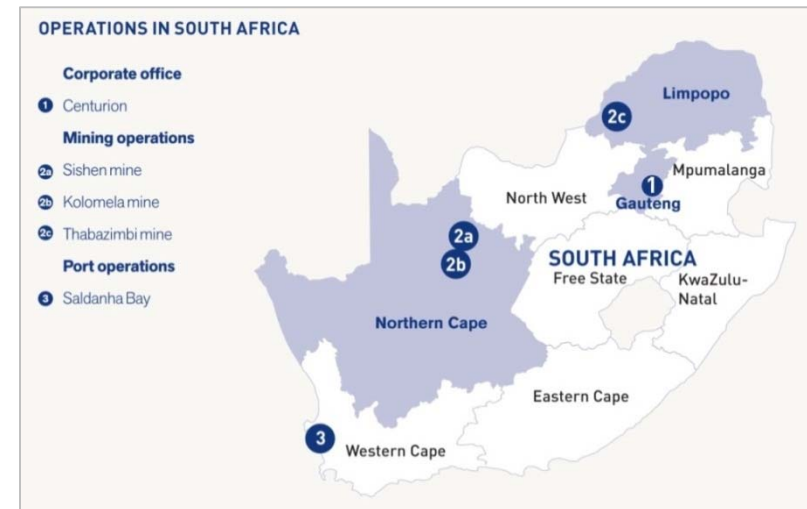 OPERATIONS IN SOUTH AFRICA
Corporate office
1 Centurion
Mining operations
2a Sishen mine
2b Kolomela mine
2c Thabazimbi mine
Port operations
3 Saldanha Bay
Limpopo
2c
Mpumalanga
1
North West
Gauteng
2a
SOUTH AFRICA
2b
Free State
KwaZulu-
Natal
Northern Cape
Eastern Cape
3
Western Cape